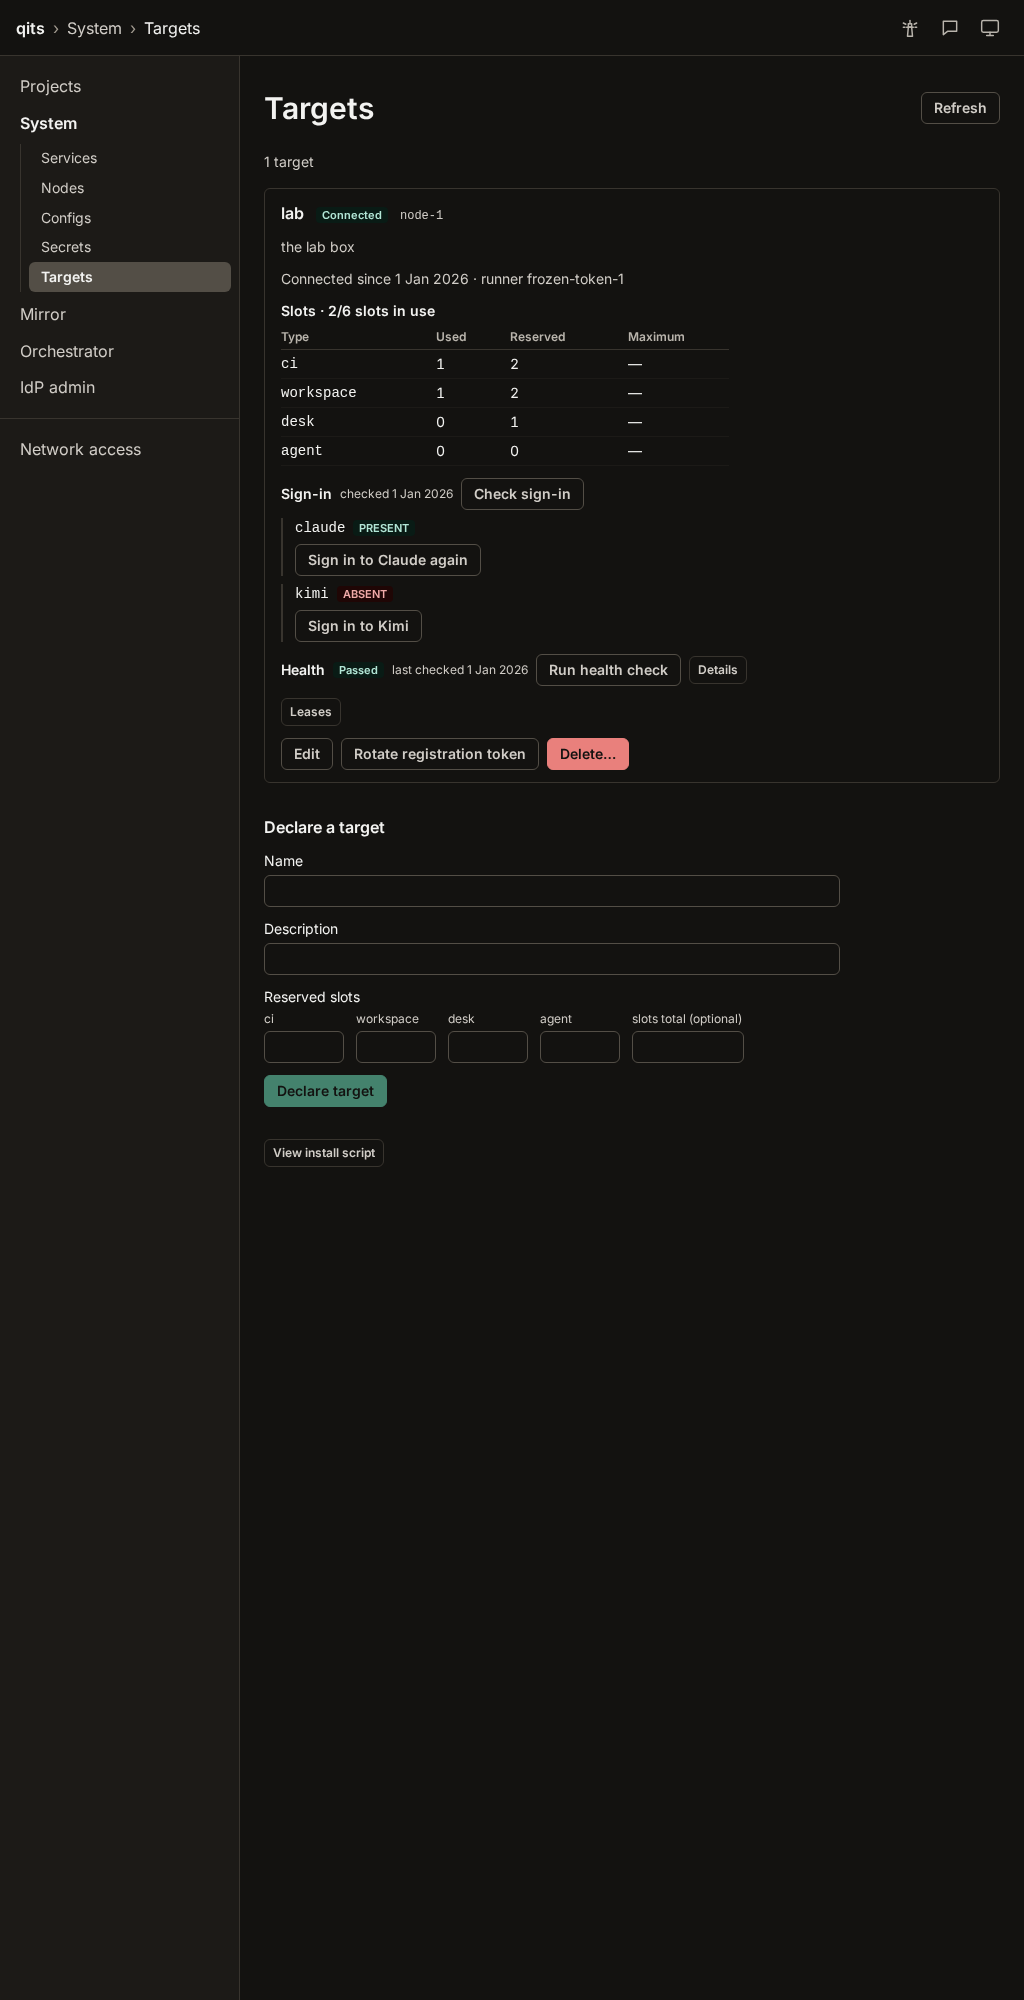 qits › System › Targets
Projects
System
Services
Nodes
Configs
Secrets
Targets
Mirror
Orchestrator
IdP admin
Network access
Targets
Refresh
1 target
lab Connected node-1
the lab box
Connected since 1 Jan 2026 · runner frozen-token-1
Slots · 2/6 slots in use
Type Used Reserved Maximum
ci 1 2 —
workspace 1 2 —
desk 0 1 —
agent 0 0 —
Sign-in checked 1 Jan 2026 Check sign-in
claude PRESENT
Sign in to Claude again
kimi ABSENT
Sign in to Kimi
Health Passed last checked 1 Jan 2026 Run health check Details
Leases
Edit Rotate registration token Delete…
Declare a target
Name
Description
Reserved slots
ci workspace desk agent slots total (optional)
Declare target
View install script